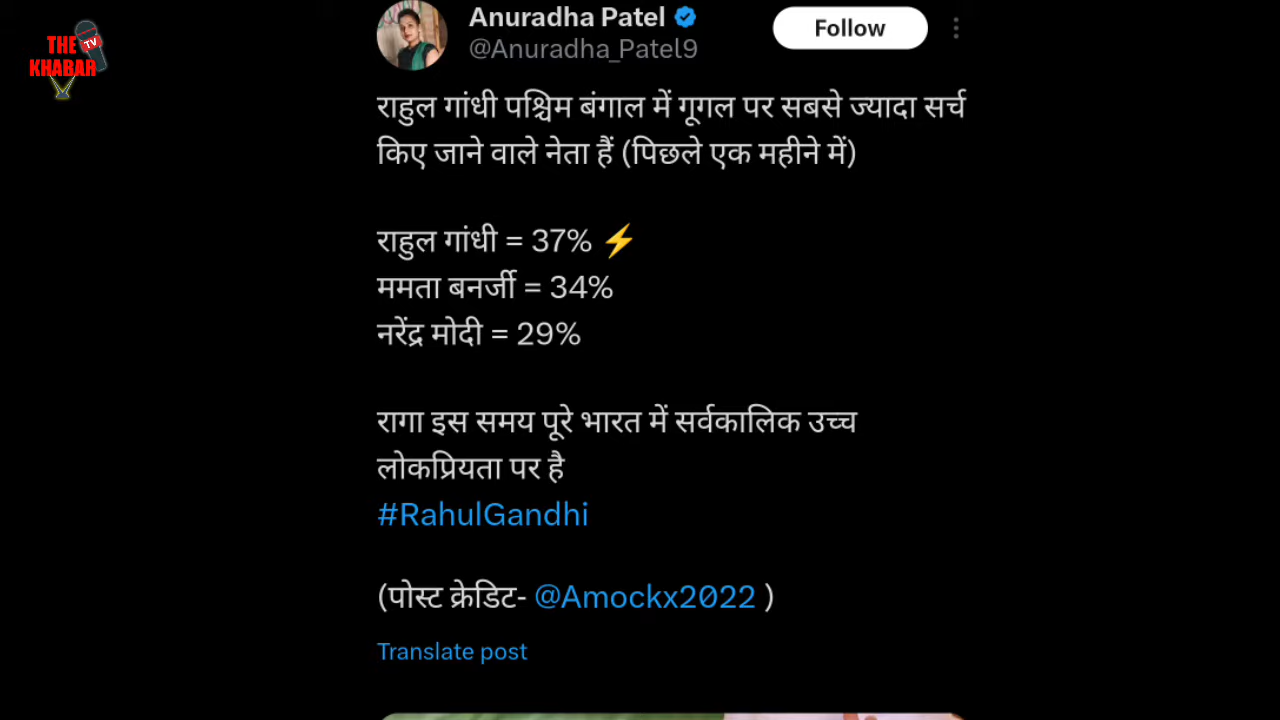 THE TV
KHABAR
Anuradha Patel
Follow
@Anuradha_Patel9
राहुल गांधी पश्चिम बंगाल में गूगल पर सबसे ज्यादा सर्च
किए जाने वाले नेता हैं (पिछले एक महीने में)
राहुल गांधी = 37% ⚡
ममता बनर्जी = 34%
नरेंद्र मोदी = 29%
रागा इस समय पूरे भारत में सर्वकालिक उच्च
लोकप्रियता पर है
#RahulGandhi
(पोस्ट क्रेडिट- @Amockx2022 )
Translate post